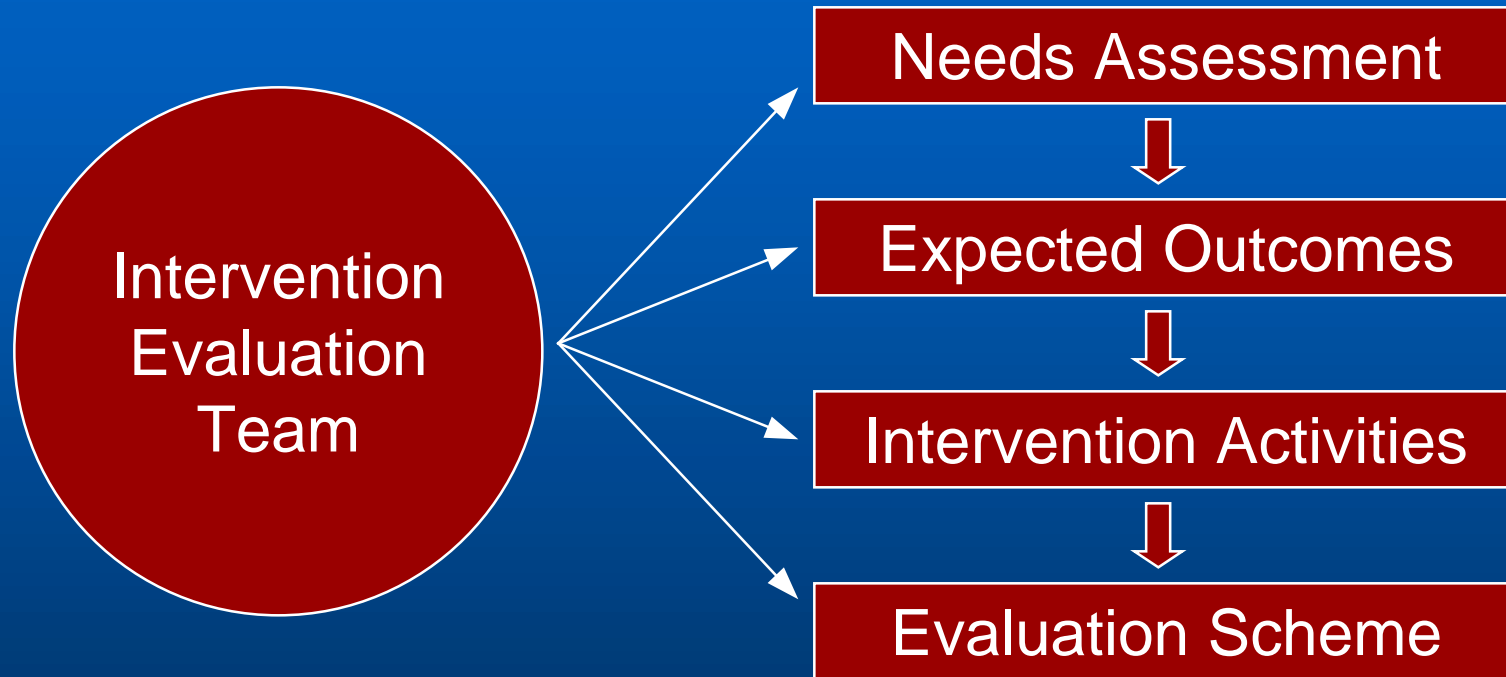 Intervention
Evaluation
Team
Needs Assessment
Expected Outcomes
Intervention Activities
Evaluation Scheme